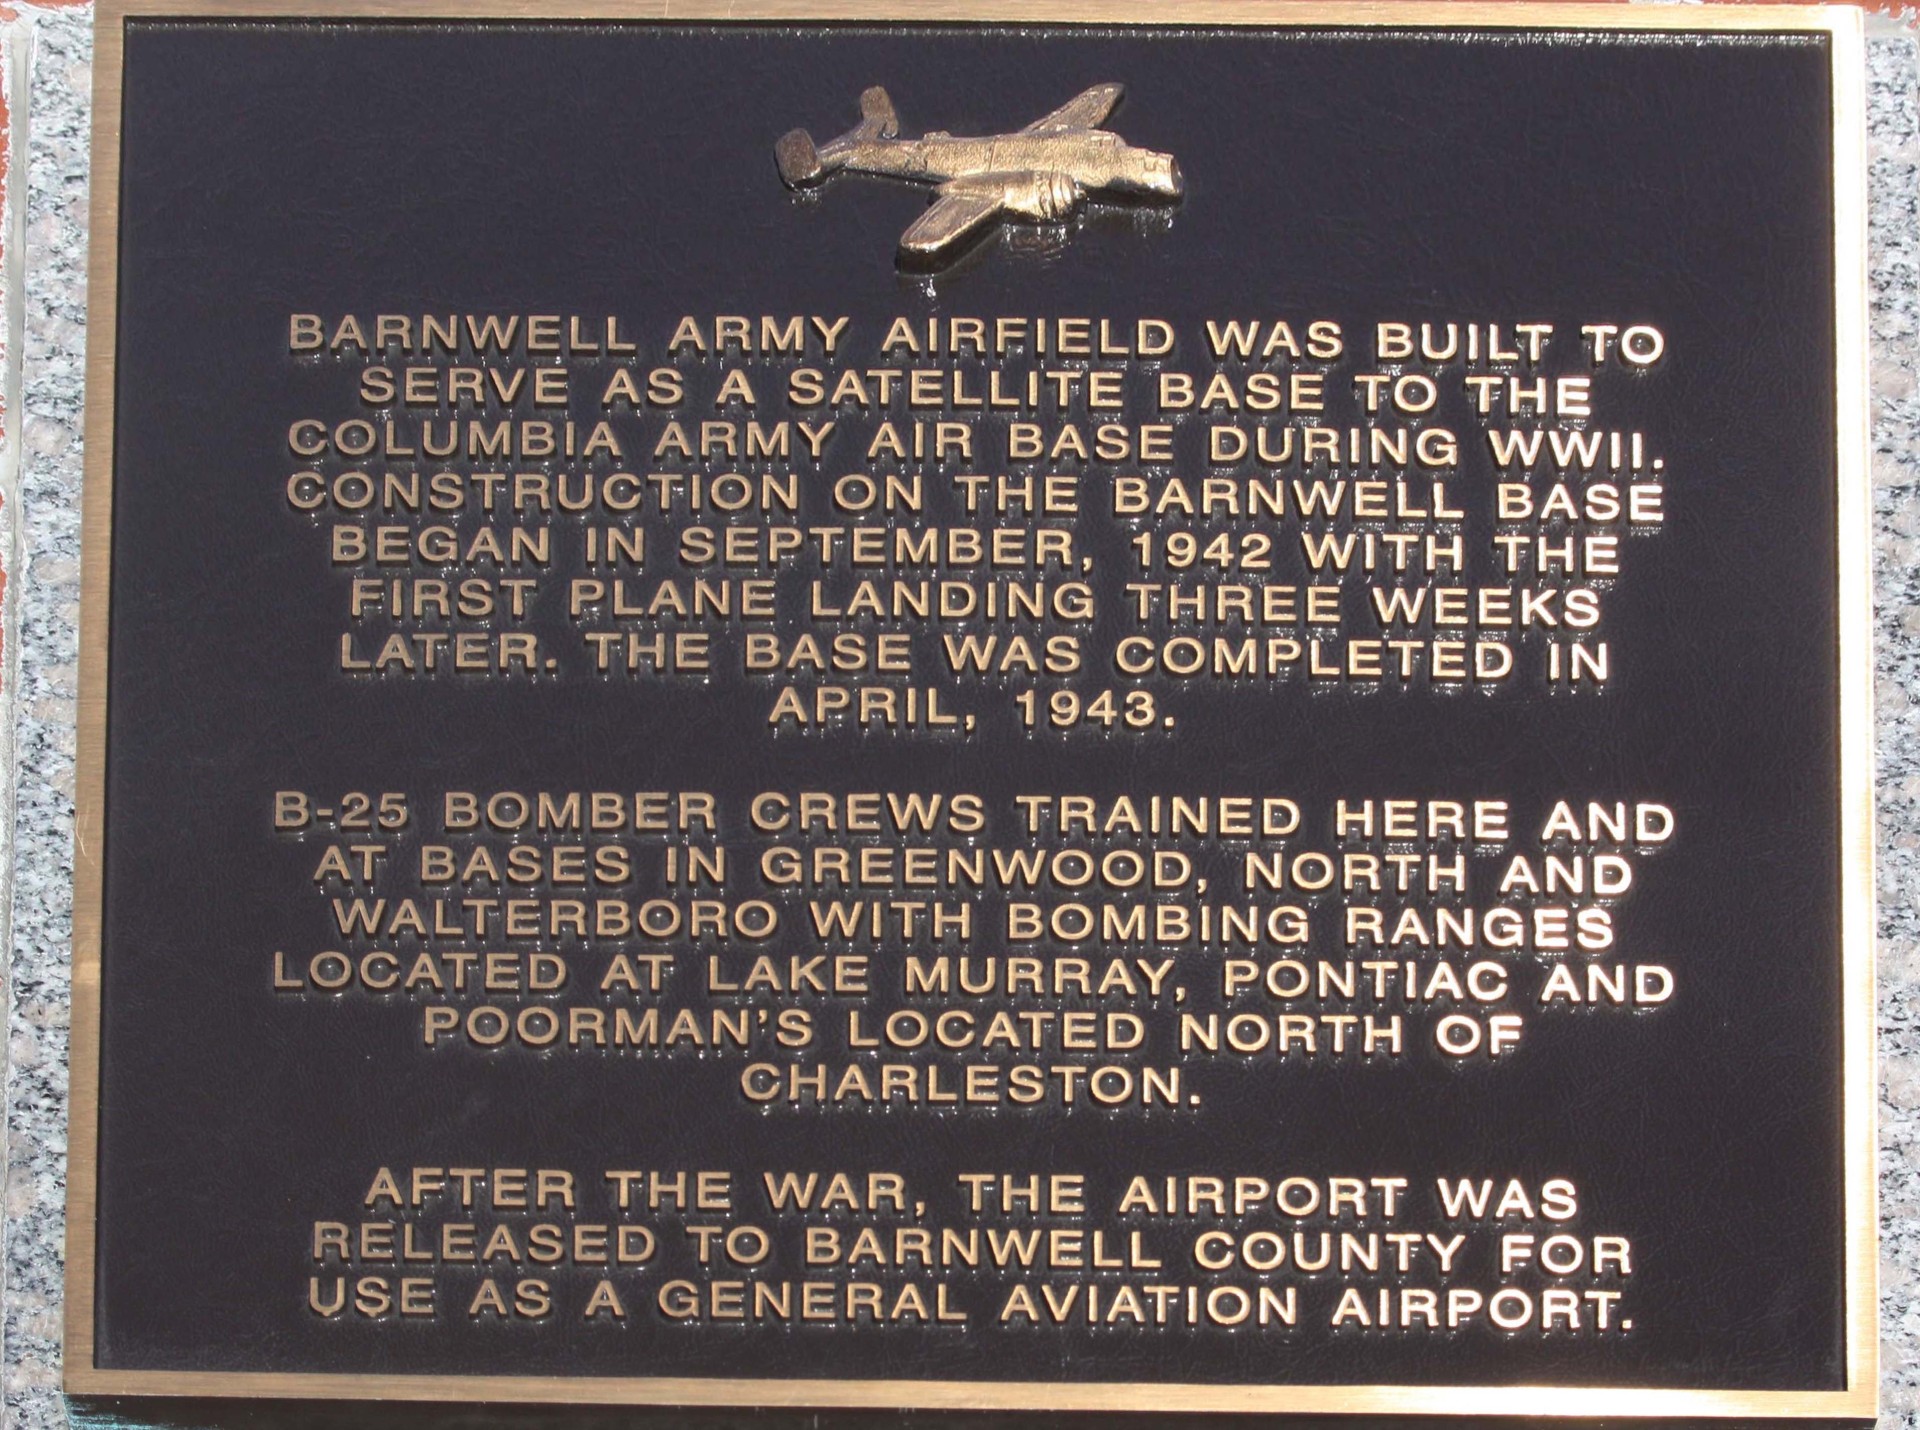 BARNWELL ARMY AIRFIELD WAS BUILT TO
SERVE AS A SATELLITE BASE TO THE
COLUMBIA ARMY AIR BASE DURING WWII.
CONSTRUCTION ON THE BARNWELL BASE
BEGAN IN SEPTEMBER, 1942 WITH THE
FIRST PLANE LANDING THREE WEEKS
LATER. THE BASE WAS COMPLETED IN
APRIL, 1943.
B-25 BOMBER CREWS TRAINED HERE AND
AT BASES IN GREENWOOD, NORTH AND
WALTERBORO WITH BOMBING RANGES
LOCATED AT LAKE MURRAY, PONTIAC AND
POORMAN'S LOCATED NORTH OF
CHARLESTON.
AFTER THE WAR, THE AIRPORT WAS
RELEASED TO BARNWELL COUNTY FOR
USE AS A GENERAL AVIATION AIRPORT.